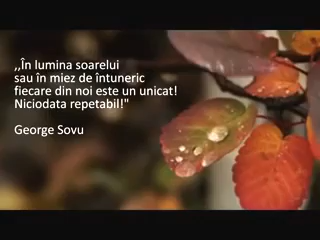 ,,În lumina soarelui
sau în miez de întuneric
fiecare din noi este un unicat!
Niciodata repetabil!"
George Sovu